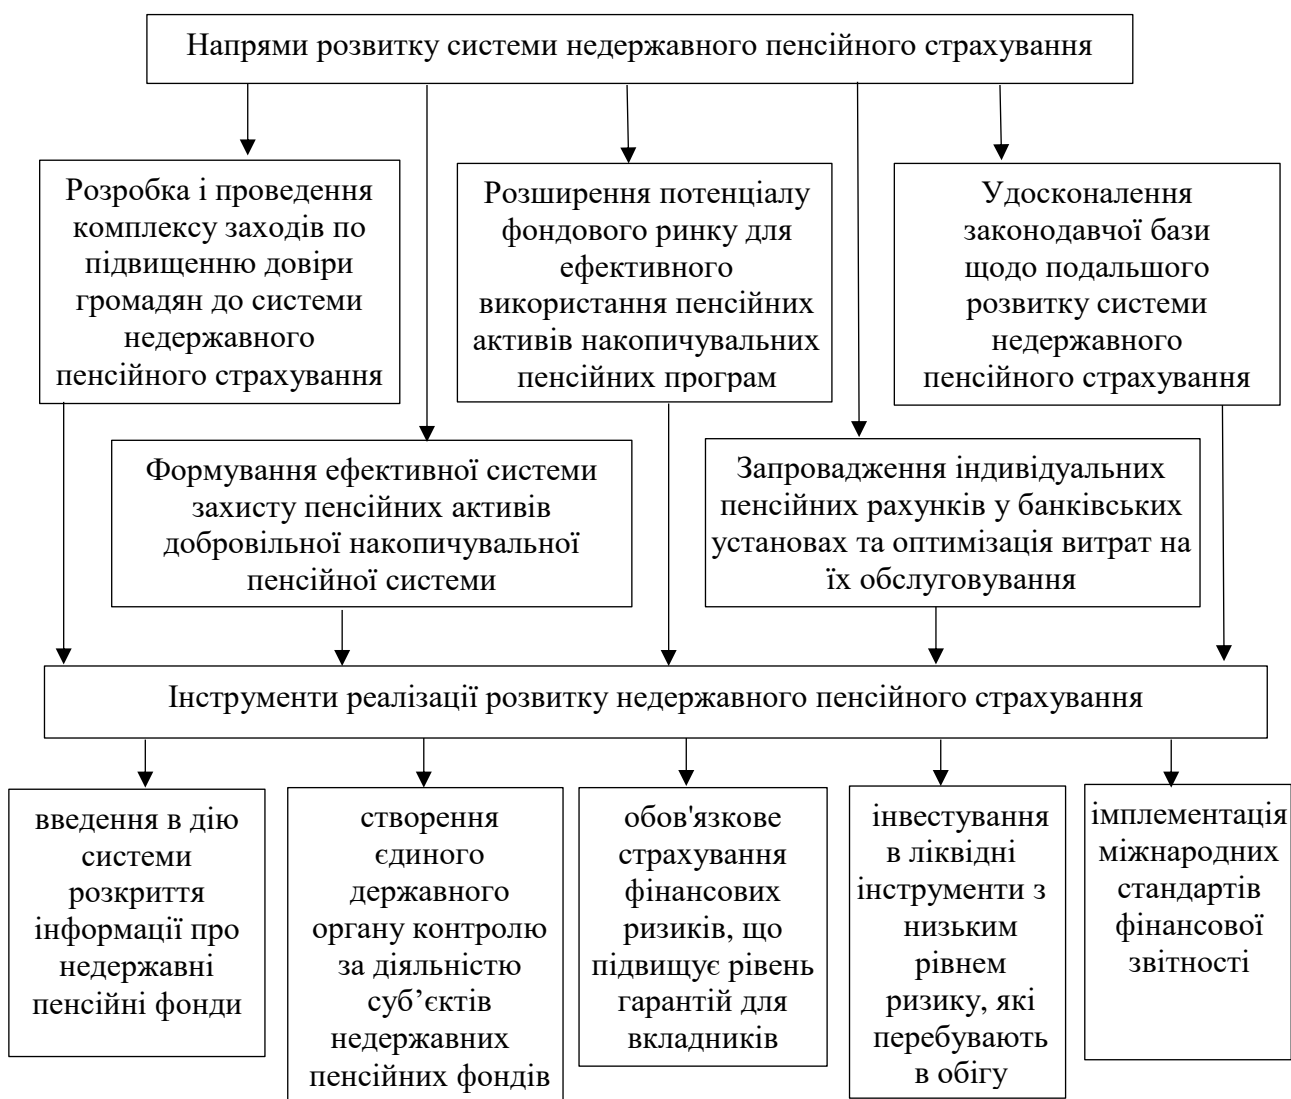 Напрями розвитку системи недержавного пенсійного страхування
Розробка і проведення
комплексу заходів по
підвищенню довіри
громадян до системи
недержавного
пенсійного страхування
Розширення потенціалу
фондового ринку для
ефективного
використання пенсійних
активів накопичувальних
пенсійних програм
Удосконалення
законодавчої бази
щодо подальшого
розвитку системи
недержавного
пенсійного страхування
Формування ефективної системи
захисту пенсійних активів
добровільної накопичувальної
пенсійної системи
Запровадження індивідуальних
пенсійних рахунків у банківських
установах та оптимізація витрат на
їх обслуговування
Інструменти реалізації розвитку недержавного пенсійного страхування
введення в дію
системи
розкриття
інформації про
недержавні
пенсійні фонди
створення
єдиного
державного
органу контролю
за діяльністю
суб’єктів
недержавних
пенсійних фондів
обов'язкове
страхування
фінансових
ризиків, що
підвищує рівень
гарантій для
вкладників
інвестування
в ліквідні
інструменти з
низьким
рівнем
ризику, які
перебувають
в обігу
імплементація
міжнародних
стандартів
фінансової
звітності